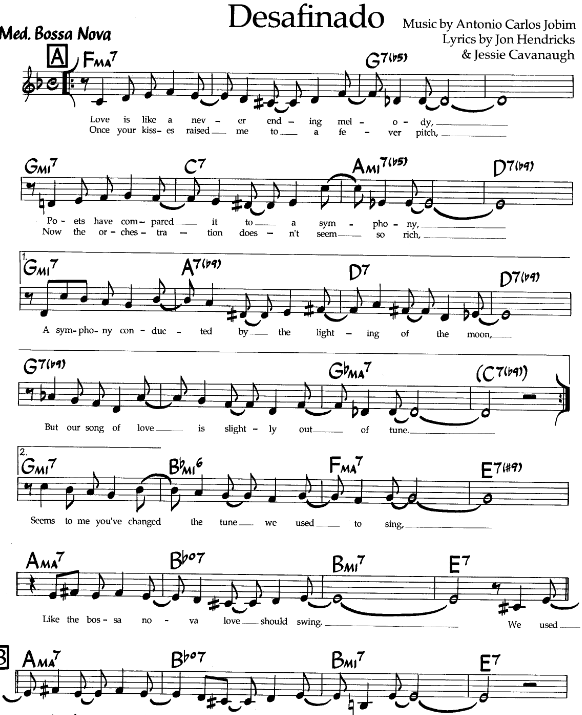 Desafinado
Music by Antonio Carlos Jobim
Lyrics by Jon Hendricks
& Jessie Cavanaugh
Med. Bossa Nova
A
FMA7 G7(b5)
Love is like a nev - er end - ing mel - o - dy,
Once your kiss - es raised me to a fe - ver pitch,
GMI7 C7 AMI7(b5) D7(b9)
Po - ets have com - pared it to a sym - pho - ny,
Now the or - ches - tra - tion does - n't seem so rich,
1.
GMI7 A7(b9) D7 D7(b9)
A sym - pho - ny con - duc - ted by the light - ing of the moon,
G7(b9) GbMA7 (C7(b9))
But our song of love is slight - ly out of tune.
2.
GMI7 BbMI6 FMA7 E7(#9)
Seems to me you've changed the tune we used to sing,
AMA7 Bbo7 BMI7 E7
Like the bos - sa no - va love should swing. We used
B
AMA7 Bbo7 BMI7 E7